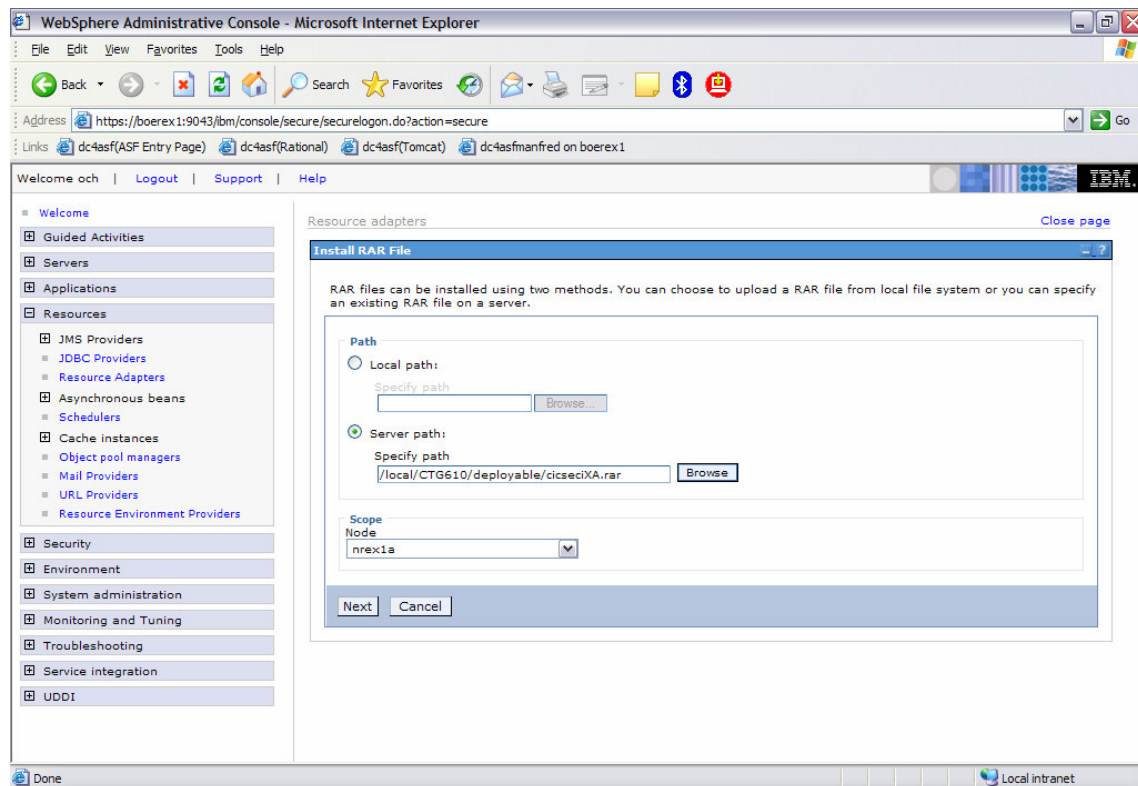 WebSphere Administrative Console - Microsoft Internet Explorer
File Edit View Favorites Tools Help
Back Search Favorites
Address https://boerex1:9043/ibm/console/secure/securelogon.do?action=secure Go
Links dc4asf(ASF Entry Page) dc4asf(Rational) dc4asf(Tomcat) dc4asfmanfred on boerex1
Welcome och | Logout | Support | Help IBM.
Welcome
Guided Activities
Servers
Applications
Resources
JMS Providers
JDBC Providers
Resource Adapters
Asynchronous beans
Schedulers
Cache instances
Object pool managers
Mail Providers
URL Providers
Resource Environment Providers
Security
Environment
System administration
Monitoring and Tuning
Troubleshooting
Service integration
UDDI
Resource adapters Close page
Install RAR File - ?
RAR files can be installed using two methods. You can choose to upload a RAR file from local file system or you can specify
an existing RAR file on a server.
Path
Local path:
Specify path
Browse...
Server path:
Specify path
/local/CTG610/deployable/cicseciXA.rar Browse
Scope
Node
nrex1a
Next Cancel
Done Local intranet